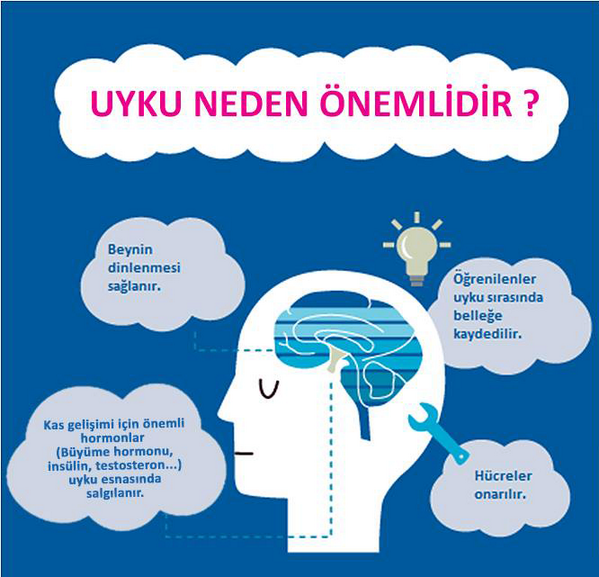 UYKU NEDEN ÖNEMLİDİR ?
Beynin
dinlenmesi
sağlanır.
Öğrenilenler
uyku sırasında
belleğe
kaydedilir.
Kas gelişimi için önemli
hormonlar
(Büyüme hormonu,
insülin, testosteron...)
uyku esnasında
salgılanır.
Hücreler
onarılır.